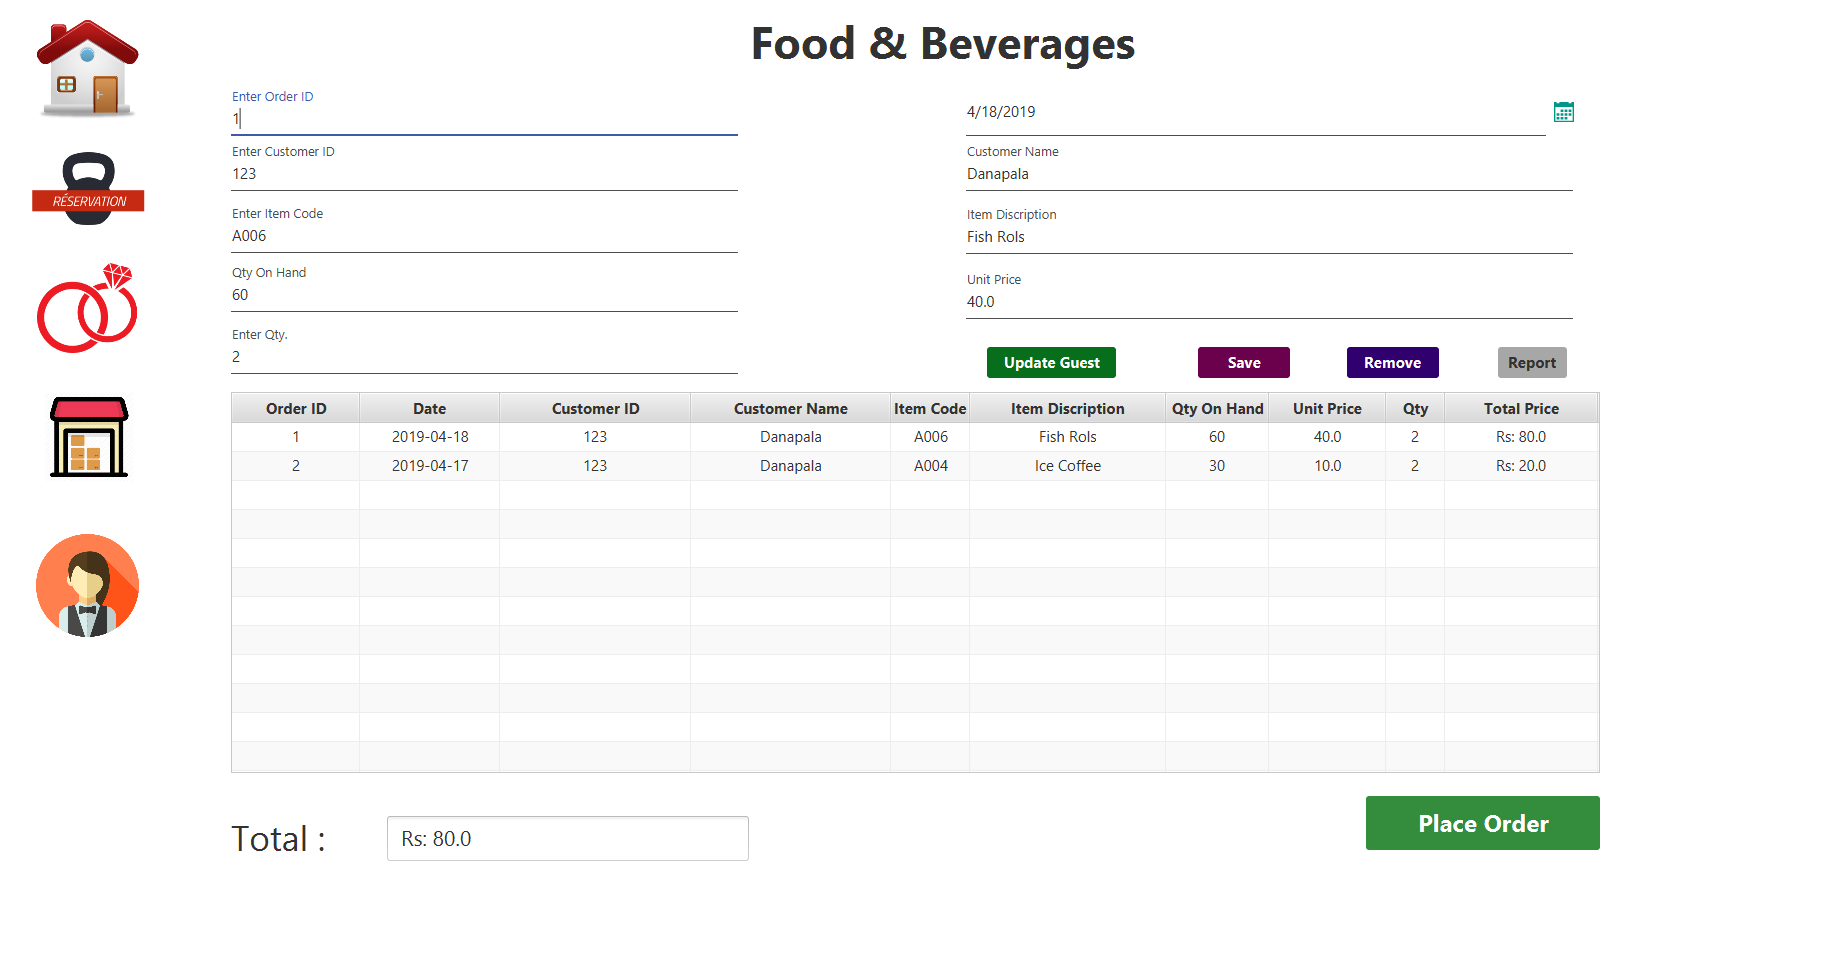 Food & Beverages
Enter Order ID
1
4/18/2019
Enter Customer ID
123
Customer Name
Danapala
RÉSERVATION
Enter Item Code
A006
Item Discription
Fish Rols
Qty On Hand
60
Unit Price
40.0
Enter Qty.
2
Update Guest Save Remove Report
Order ID Date Customer ID Customer Name Item Code Item Discription Qty On Hand Unit Price Qty Total Price
1 2019-04-18 123 Danapala A006 Fish Rols 60 40.0 2 Rs: 80.0
2 2019-04-17 123 Danapala A004 Ice Coffee 30 10.0 2 Rs: 20.0
Total : Rs: 80.0
Place Order